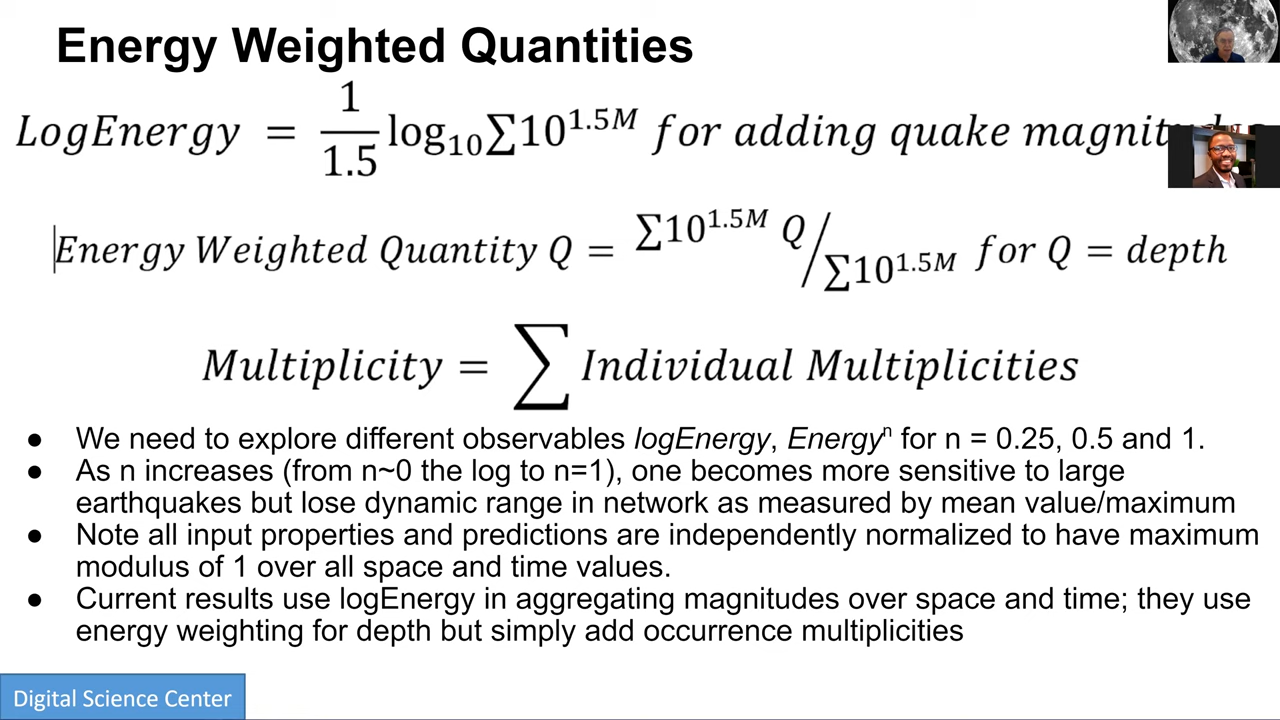 Energy Weighted Quantities
LogEnergy = 1/1.5 log₁₀∑10^1.5M for adding quake
Energy Weighted Quantity Q = ∑10^1.5M Q / ∑10^1.5M for Q = depth
Multiplicity = ∑ Individual Multiplicities
● We need to explore different observables logEnergy, Energyⁿ for n = 0.25, 0.5 and 1.
● As n increases (from n~0 the log to n=1), one becomes more sensitive to large
earthquakes but lose dynamic range in network as measured by mean value/maximum
● Note all input properties and predictions are independently normalized to have maximum
modulus of 1 over all space and time values.
● Current results use logEnergy in aggregating magnitudes over space and time; they use
energy weighting for depth but simply add occurrence multiplicities
Digital Science Center